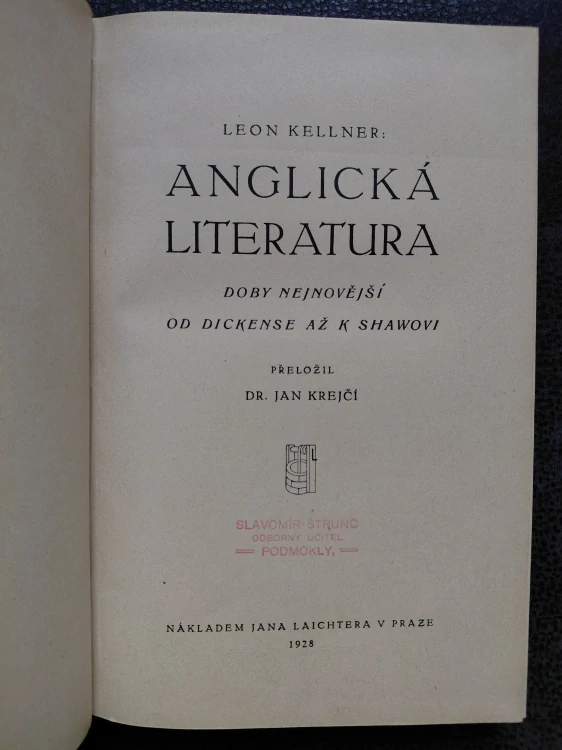 LEON KELLNER:
ANGLICKÁ
LITERATURA
DOBY NEJNOVĚJŠÍ
OD DICKENSE AŽ K SHAWOVI
PŘELOŽIL
DR. JAN KREJČÍ
SLAVOMÍR ŠTRUNC
ODBORNÝ UČITEL
PODMOKLY,
NÁKLADEM JANA LAICHTERA V PRAZE
1928